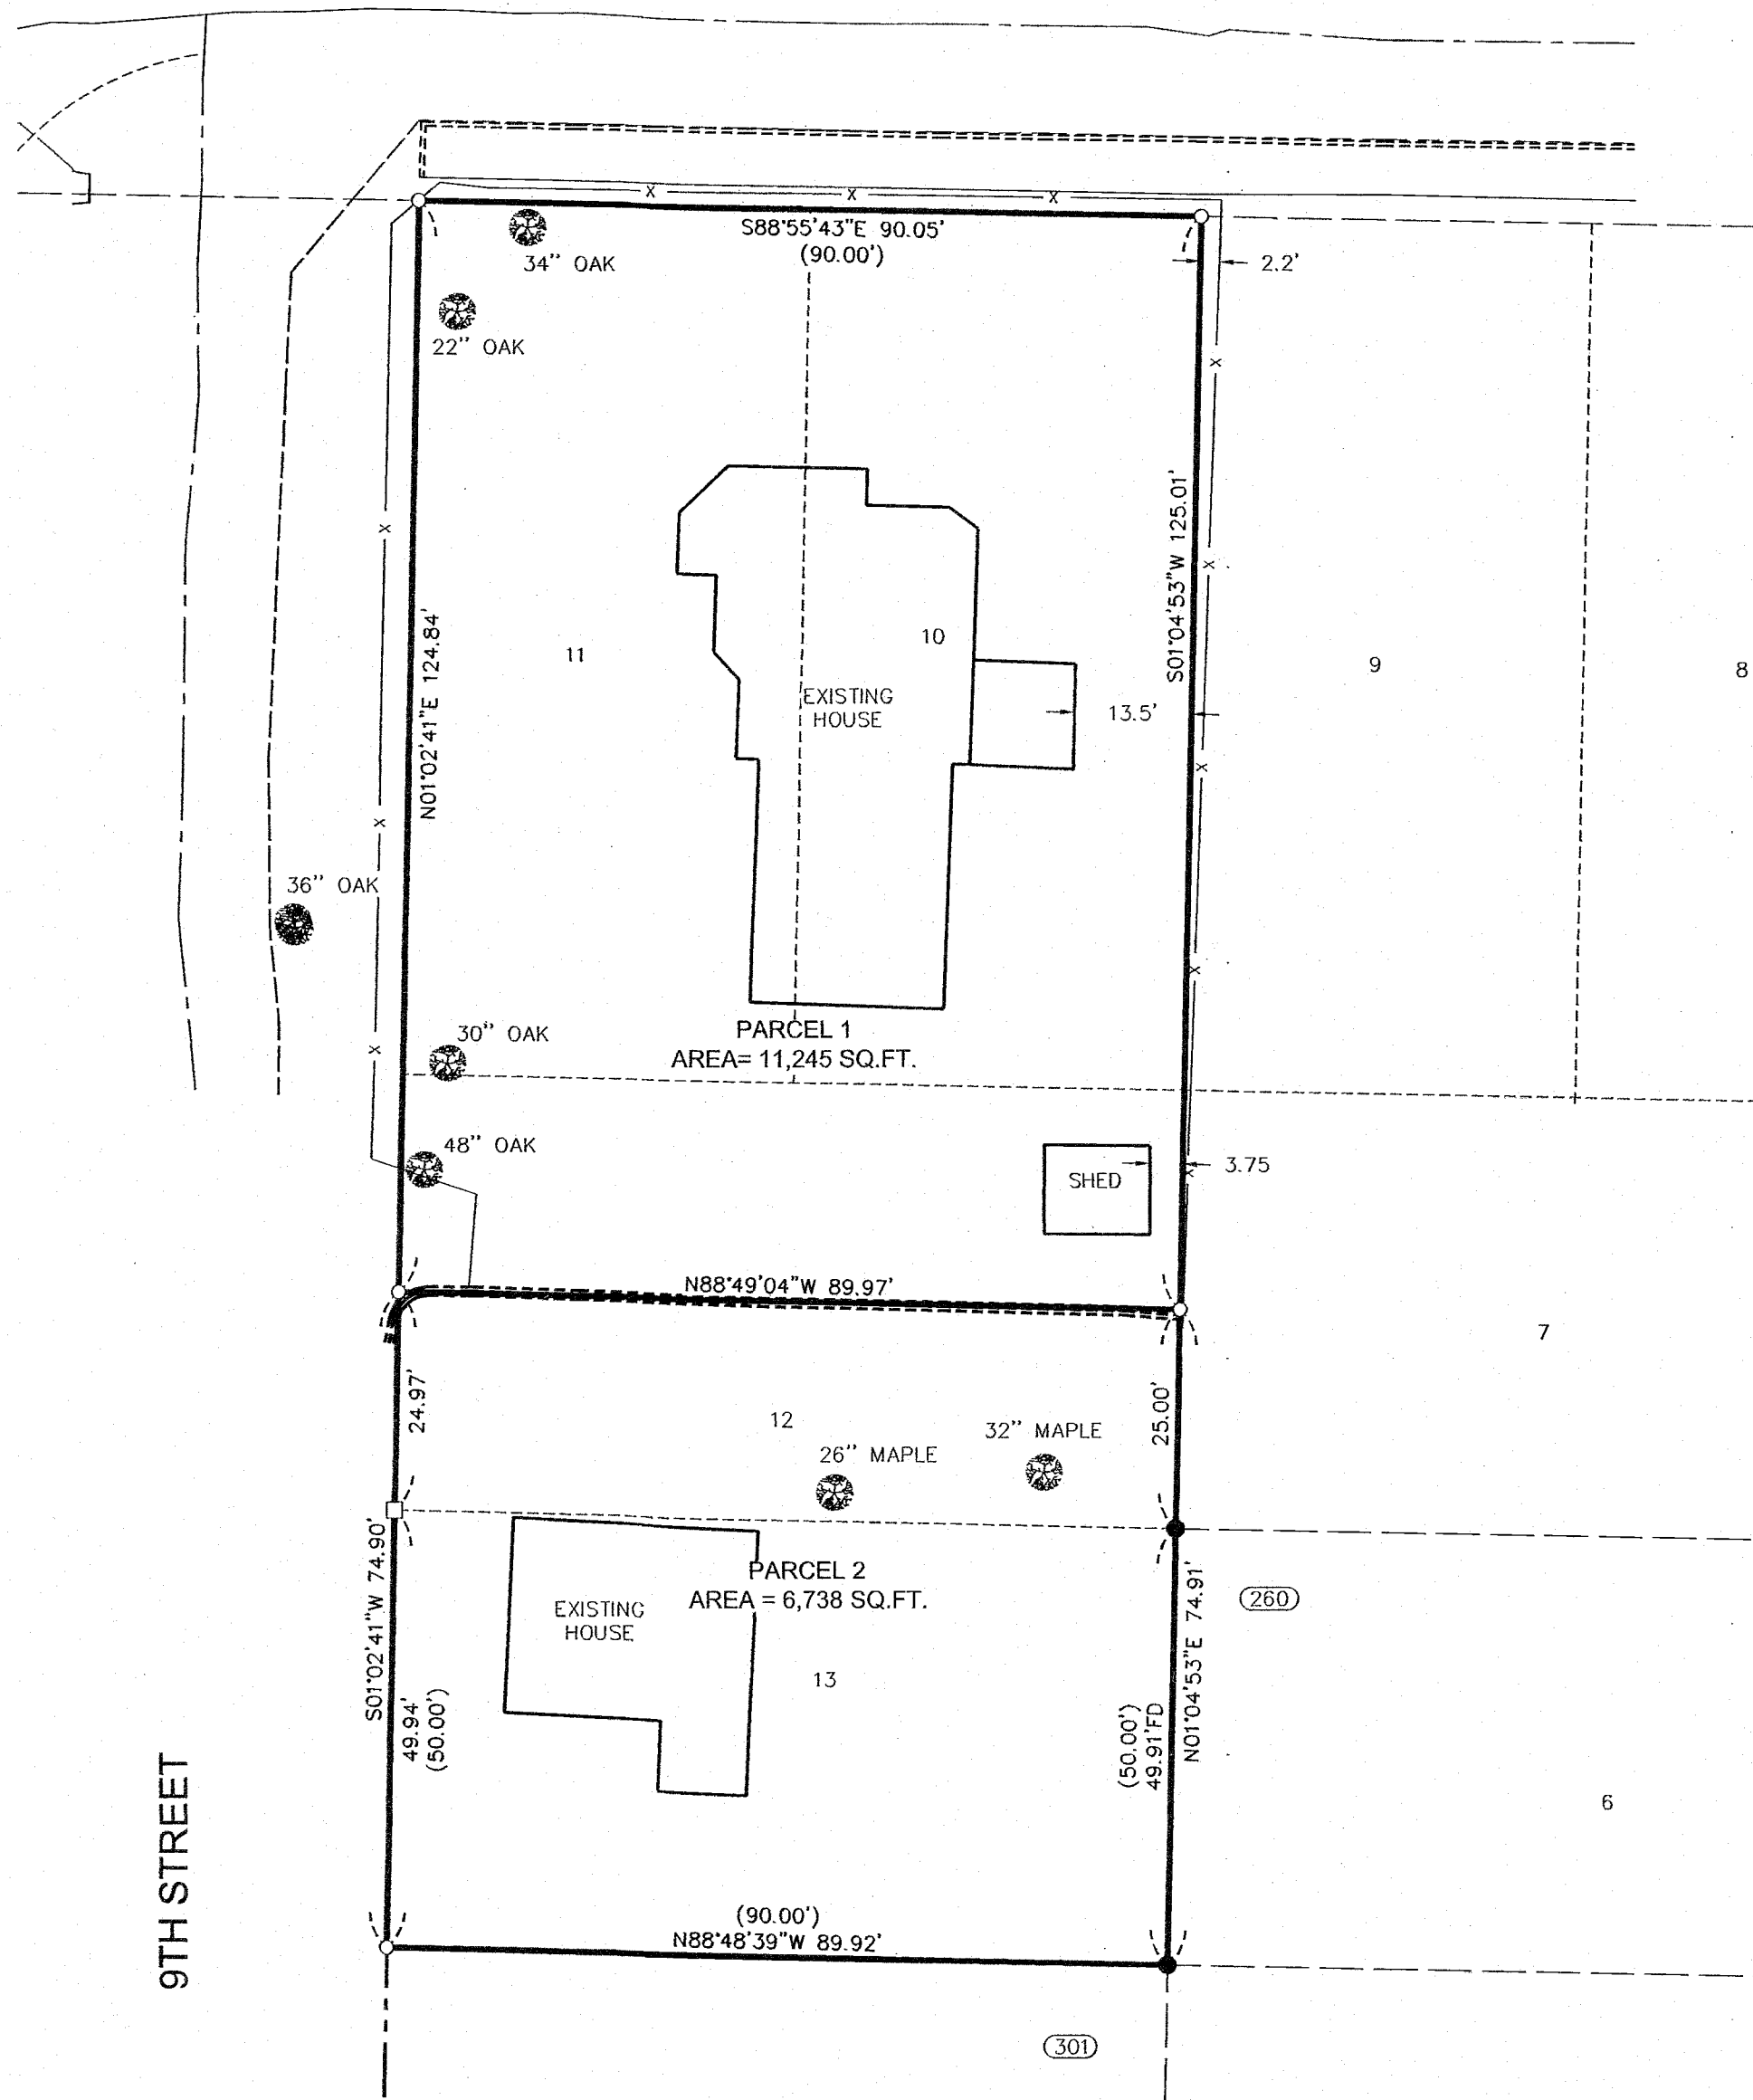 S88°55'43"E 90.05'
(90.00')
34" OAK
2.2'
22" OAK
S01°04'53"W 125.01'
N01°02'41"E 124.84'
11
10
9
8
EXISTING
HOUSE
13.5'
36" OAK
30" OAK
PARCEL 1
AREA= 11,245 SQ.FT.
48" OAK
SHED
3.75
N88°49'04"W 89.97'
7
24.97'
25.00'
12
32" MAPLE
26" MAPLE
S01°02'41"W 74.90'
PARCEL 2
AREA = 6,738 SQ.FT.
EXISTING
HOUSE
260
N01°04'53"E 74.91'
13
49.94'
(50.00')
(50.00')
49.91'FD
6
9TH STREET
(90.00')
N88°48'39"W 89.92'
301
X
X
X
X
X
X
X
X
X
X
X